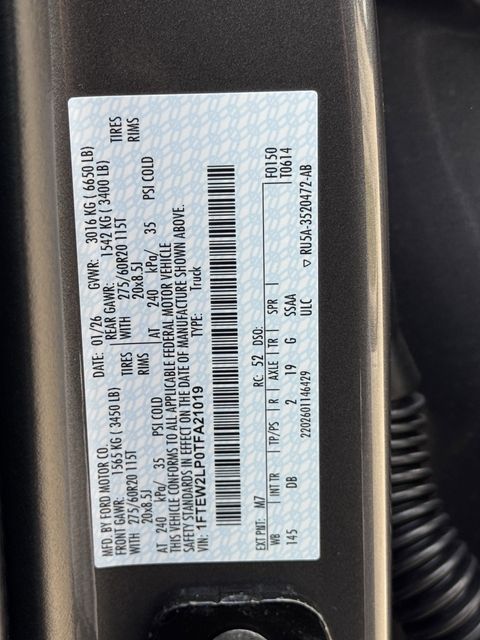 MFD. BY FORD MOTOR CO.
DATE: 01/26 GVWR: 3016 KG (6650 LB)
FRONT GAWR: 1565 KG (3450 LB) REAR GAWR: 1542 KG (3400 LB)
275/60R20 115T TIRES WITH 275/60R20 115T TIRES
20x8.5J RIMS 20x8.5J RIMS
AT 240 kPa/ 35 PSI COLD AT 240 kPa/ 35 PSI COLD
THIS VEHICLE CONFORMS TO ALL APPLICABLE FEDERAL MOTOR VEHICLE
SAFETY STANDARDS IN EFFECT ON THE DATE OF MANUFACTURE SHOWN ABOVE.
VIN: 1FTEW2LP0TFA21019 TYPE: Truck
F0150
EXT PNT: M7 RC: 52 DSO: T0614
WB INT TR TP/PS R AXLE TR SPR
145 DB 2 19 G SSAA
2202601146429 ULC ▽ RU5A-3520472-AB